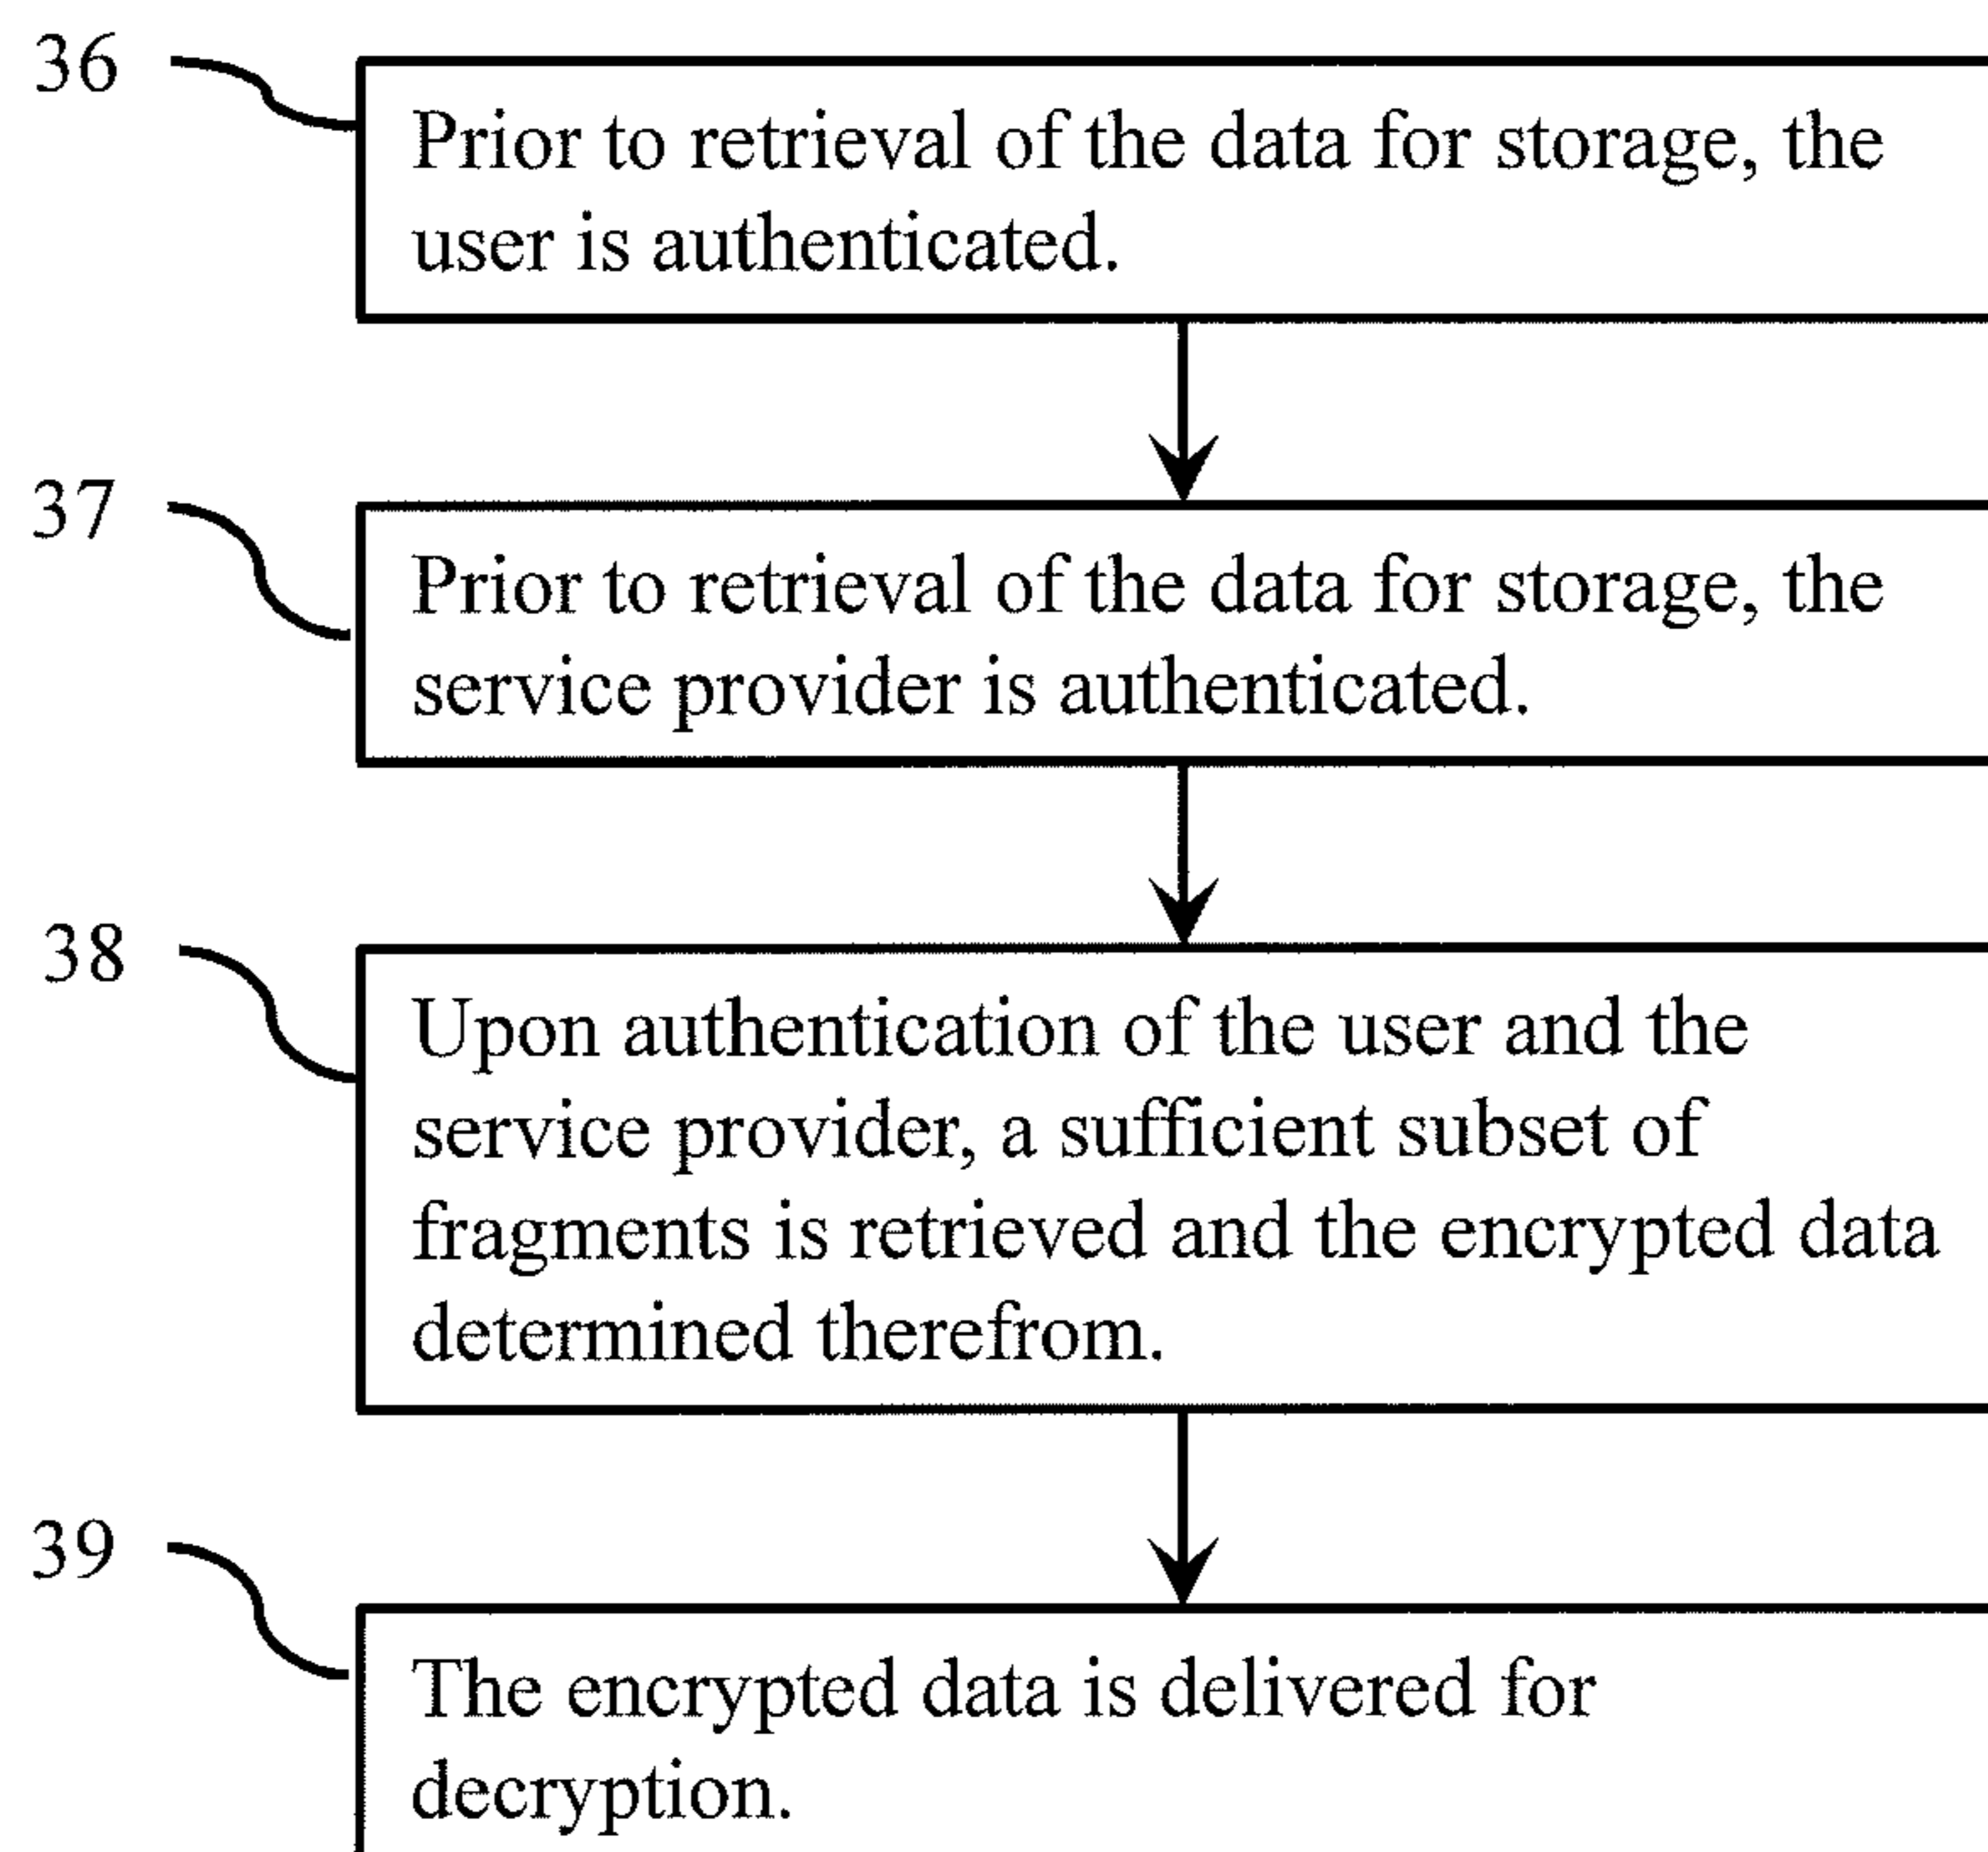 36
Prior to retrieval of the data for storage, the
user is authenticated.
37
Prior to retrieval of the data for storage, the
service provider is authenticated.
38
Upon authentication of the user and the
service provider, a sufficient subset of
fragments is retrieved and the encrypted data
determined therefrom.
39
The encrypted data is delivered for
decryption.